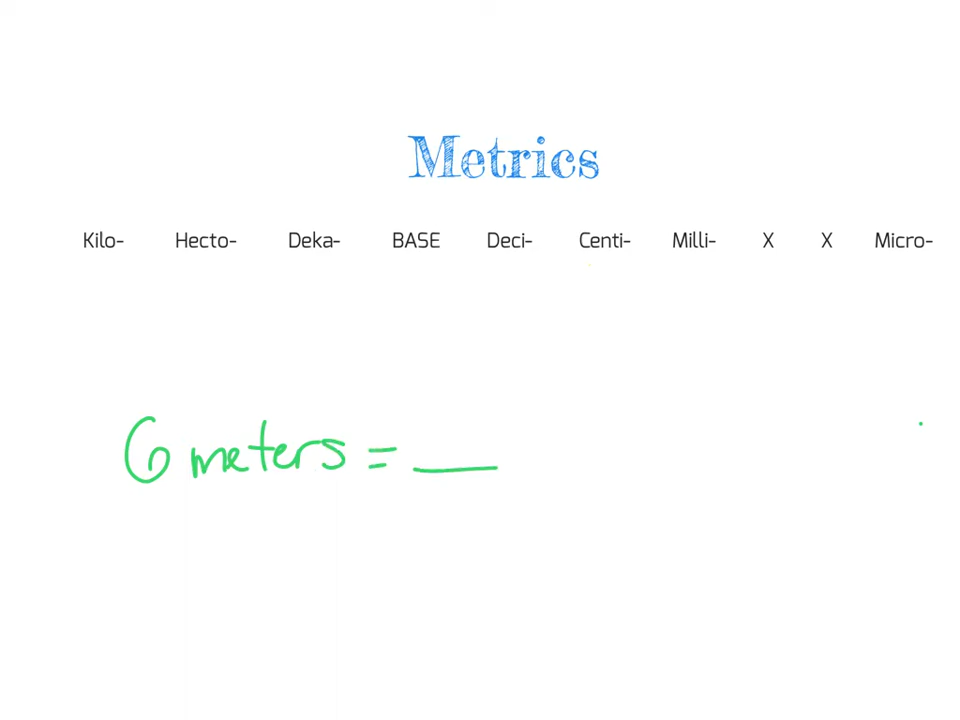 Metrics
Kilo- Hecto- Deka- BASE Deci- Centi- Milli- X X Micro-
6 meters = ___